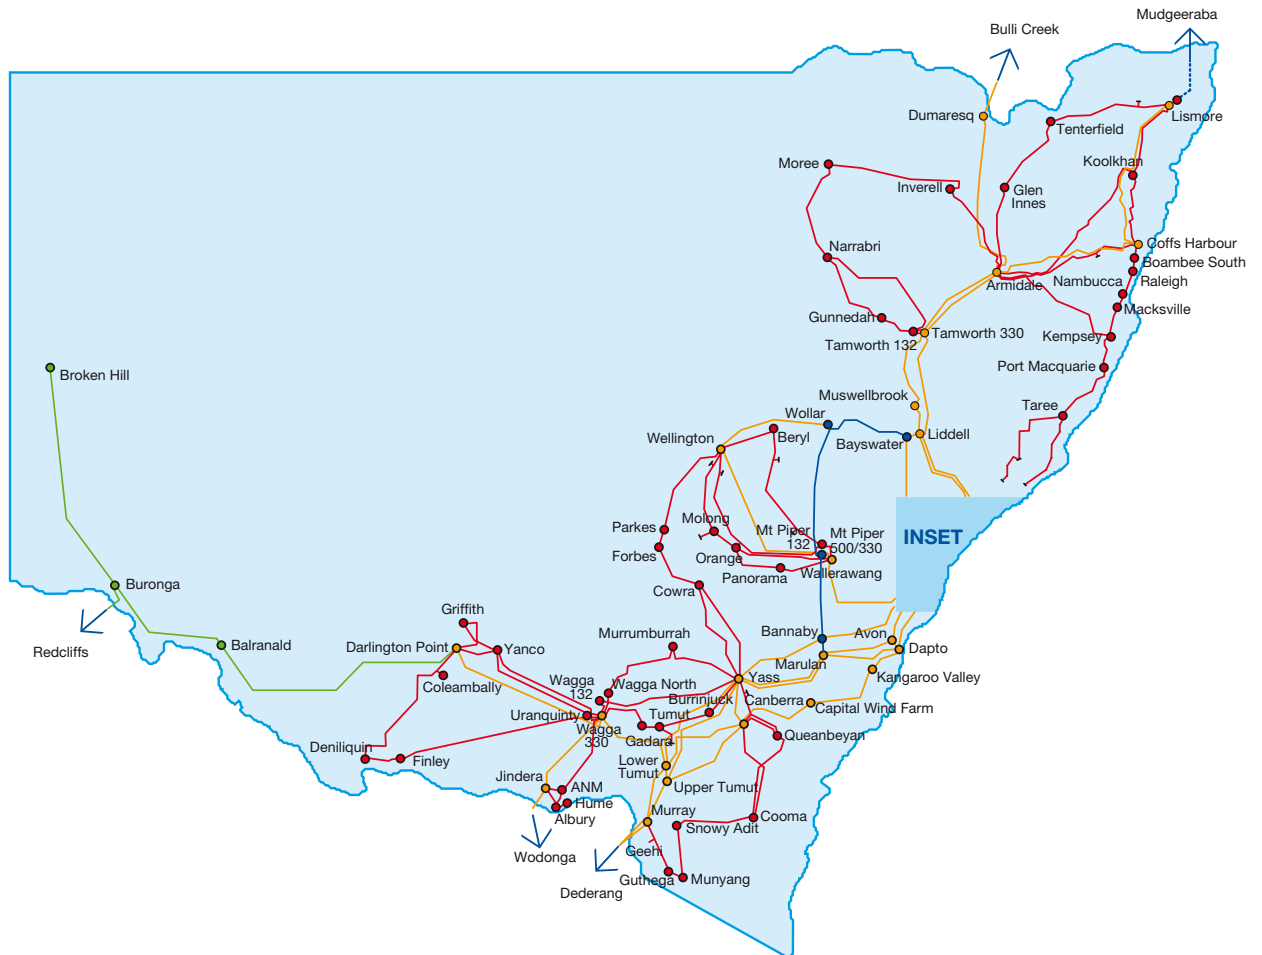 Mudgeeraba
Bulli Creek
Dumaresq
Lismore
Tenterfield
Koolkhan
Moree
Inverell
Glen
Innes
Coffs Harbour
Narrabri
Boambee South
Armidale
Nambucca
Raleigh
Macksville
Gunnedah
Tamworth 330
Tamworth 132
Kempsey
Port Macquarie
Broken Hill
Muswellbrook
Taree
Wollar
Wellington
Beryl
Bayswater
Liddell
Parkes
Molong
Mt Piper
132
Mt Piper
500/330
INSET
Forbes
Orange
Panorama
Wallerawang
Buronga
Cowra
Griffith
Redcliffs
Balranald
Darlington Point
Yanco
Murrumburrah
Bannaby
Avon
Dapto
Marulan
Coleambally
Wagga
132
Wagga North
Yass
Kangaroo Valley
Burrinjuck
Canberra
Capital Wind Farm
Uranquinty
Wagga
330
Tumut
Gadara
Queanbeyan
Deniliquin
Finley
Lower
Tumut
Jindera
ANM
Upper Tumut
Hume
Albury
Murray
Cooma
Snowy Adit
Wodonga
Geehi
Dederang
Guthega
Munyang